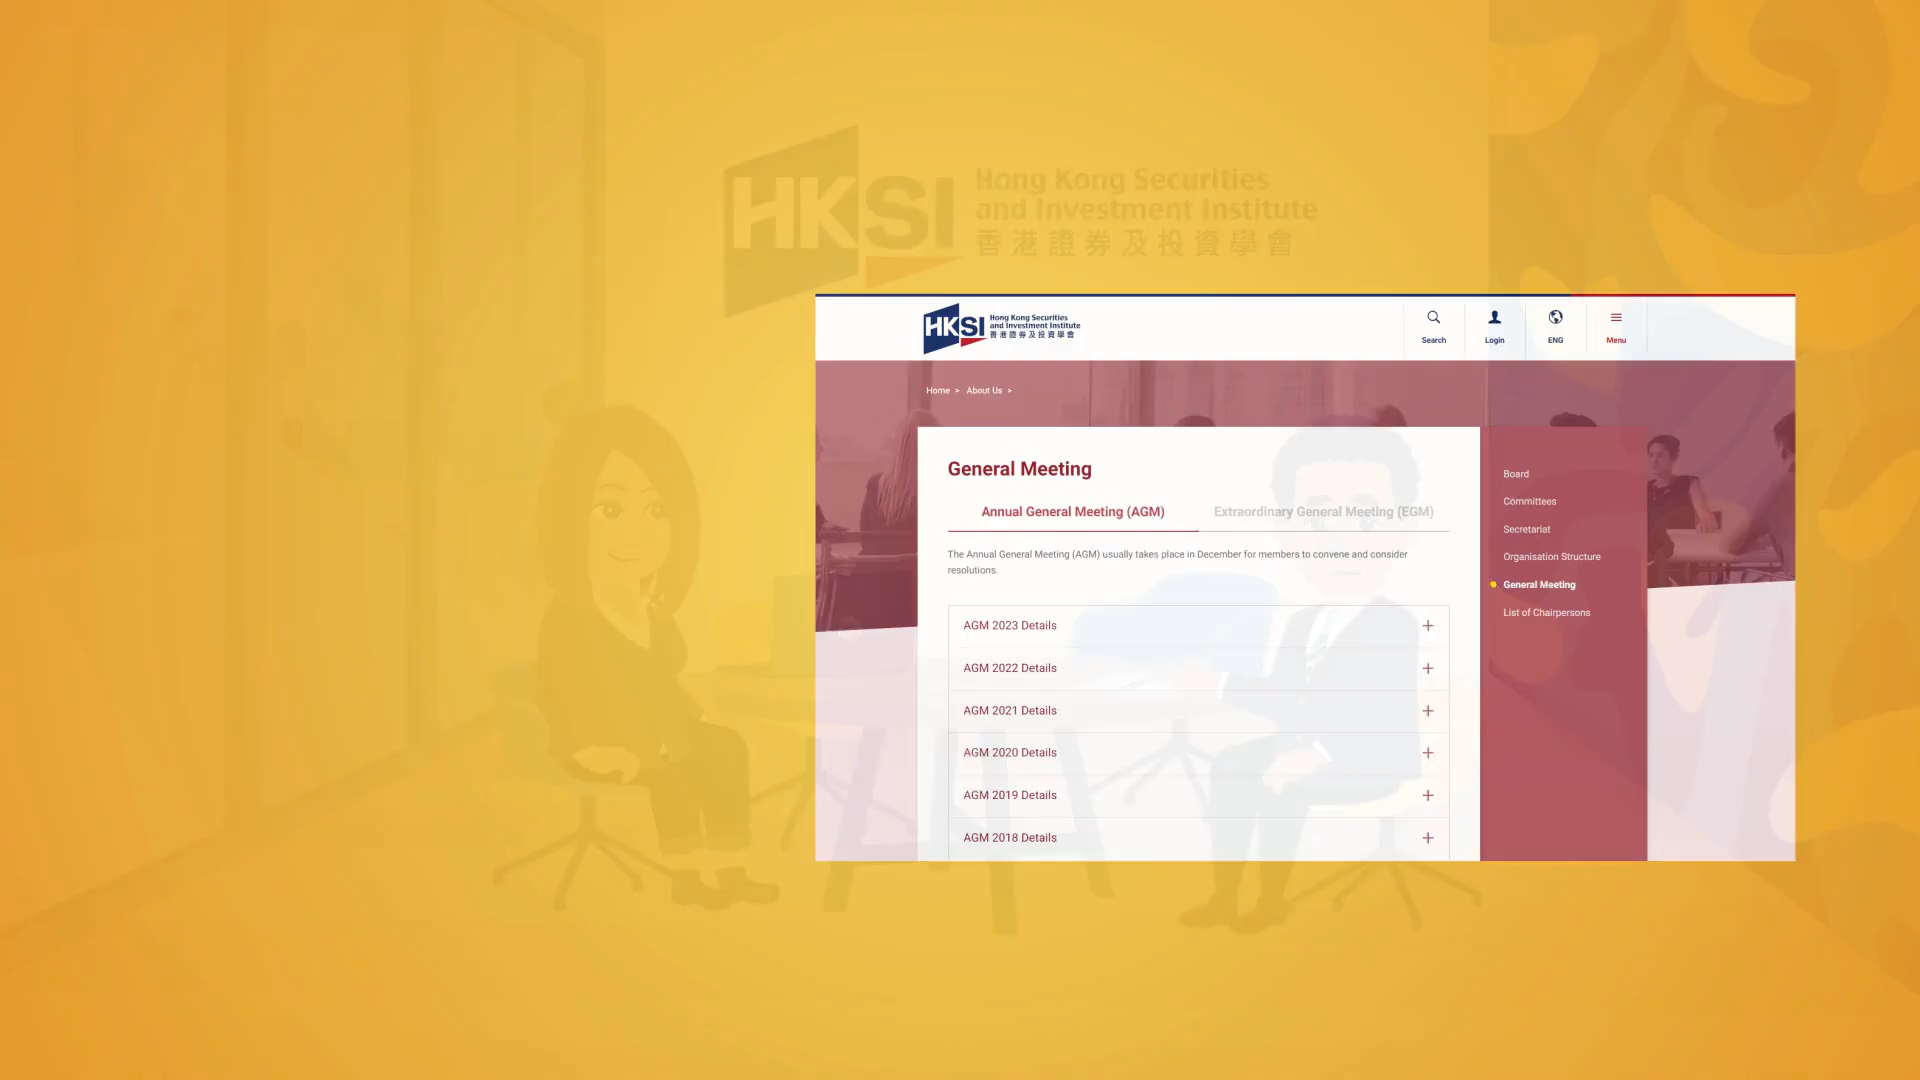 HKSI
Hong Kong Securities
and Investment Institute
香港證券及投資學會
HKSI
Hong Kong Securities
and Investment Institute
香港證券及投資學會
Search
Login
ENG
Menu
Home > About Us >
General Meeting
Annual General Meeting (AGM)
Extraordinary General Meeting (EGM)
The Annual General Meeting (AGM) usually takes place in December for members to convene and consider
resolutions.
AGM 2023 Details
AGM 2022 Details
AGM 2021 Details
AGM 2020 Details
AGM 2019 Details
AGM 2018 Details
Board
Committees
Secretariat
Organisation Structure
General Meeting
List of Chairpersons